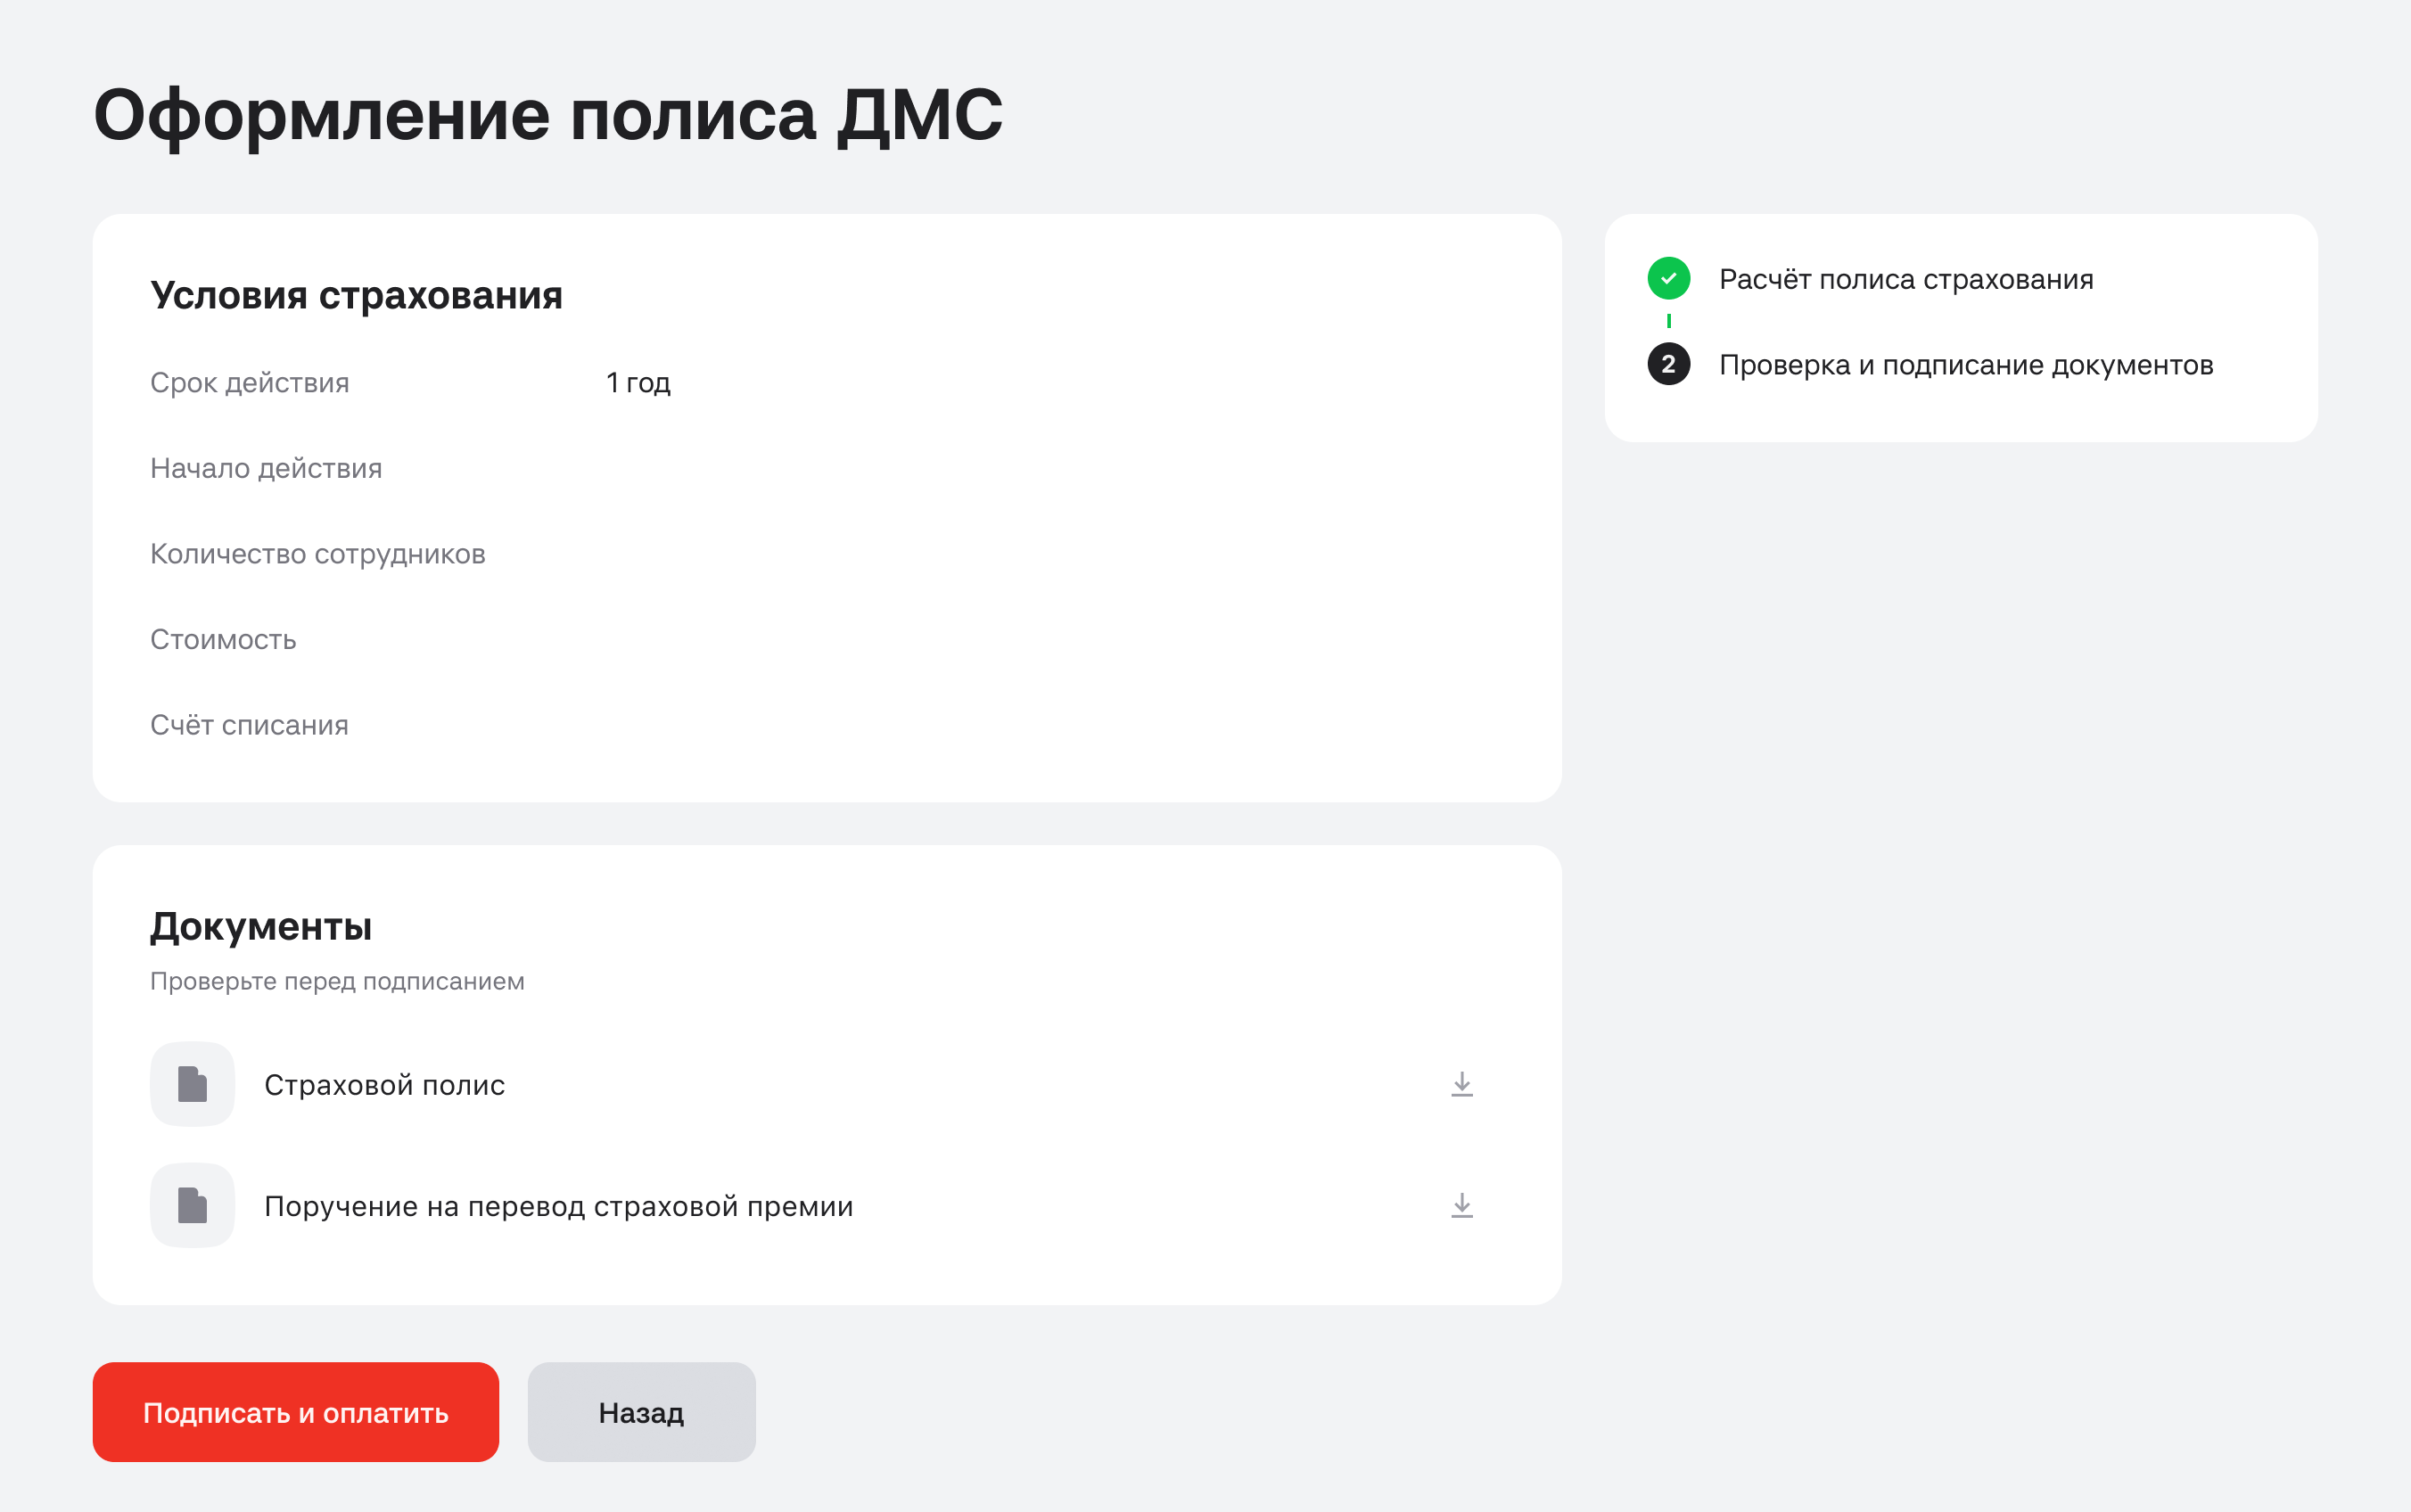 Оформление полиса ДМС
Условия страхования
Срок действия 1 год
Начало действия
Количество сотрудников
Стоимость
Счёт списания
Расчёт полиса страхования
2 Проверка и подписание документов
Документы
Проверьте перед подписанием
Страховой полис
Поручение на перевод страховой премии
Подписать и оплатить
Назад